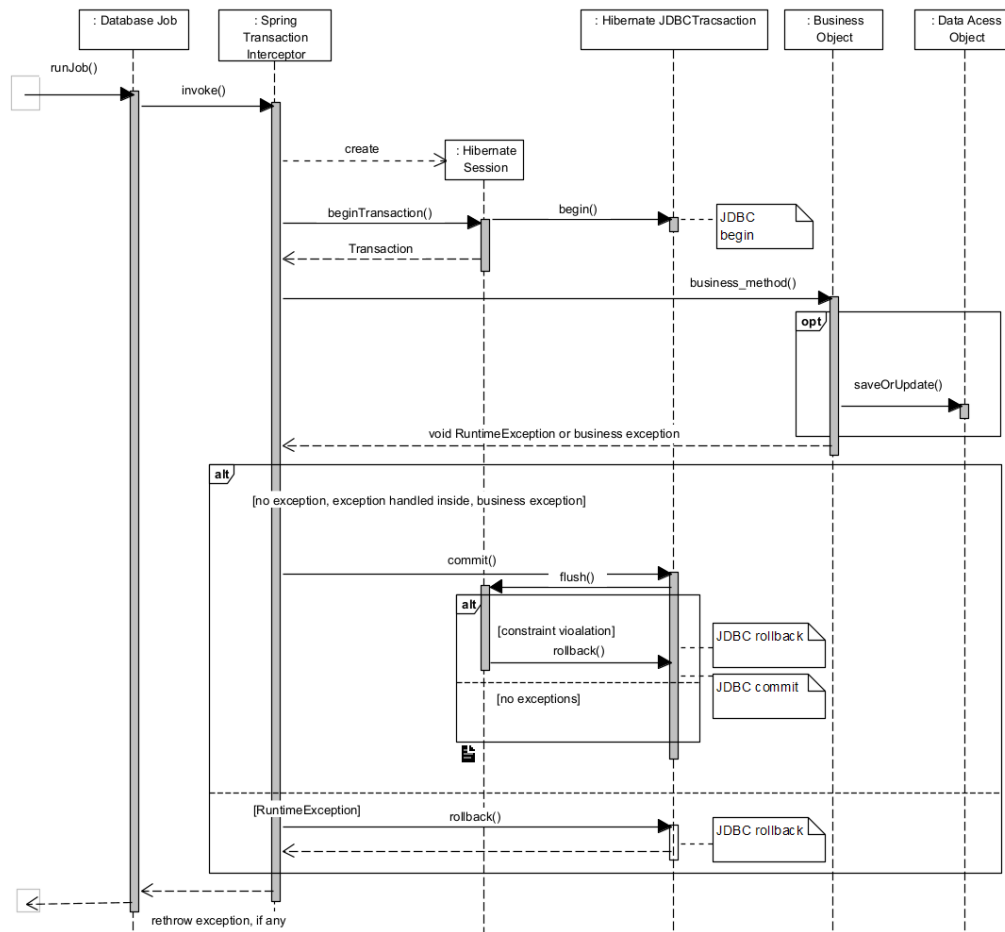 : Database Job
: Spring
Transaction
Interceptor
: Hibernate JDBCTracsaction
: Business
Object
: Data Acess
Object
runJob()
invoke()
create
: Hibernate
Session
beginTransaction()
begin()
JDBC
begin
Transaction
business_method()
opt
saveOrUpdate()
void RuntimeException or business exception
alt
[no exception, exception handled inside, business exception]
commit()
flush()
alt
[constraint vioalation]
rollback()
JDBC rollback
JDBC commit
[no exceptions]
[RuntimeException]
rollback()
JDBC rollback
rethrow exception, if any